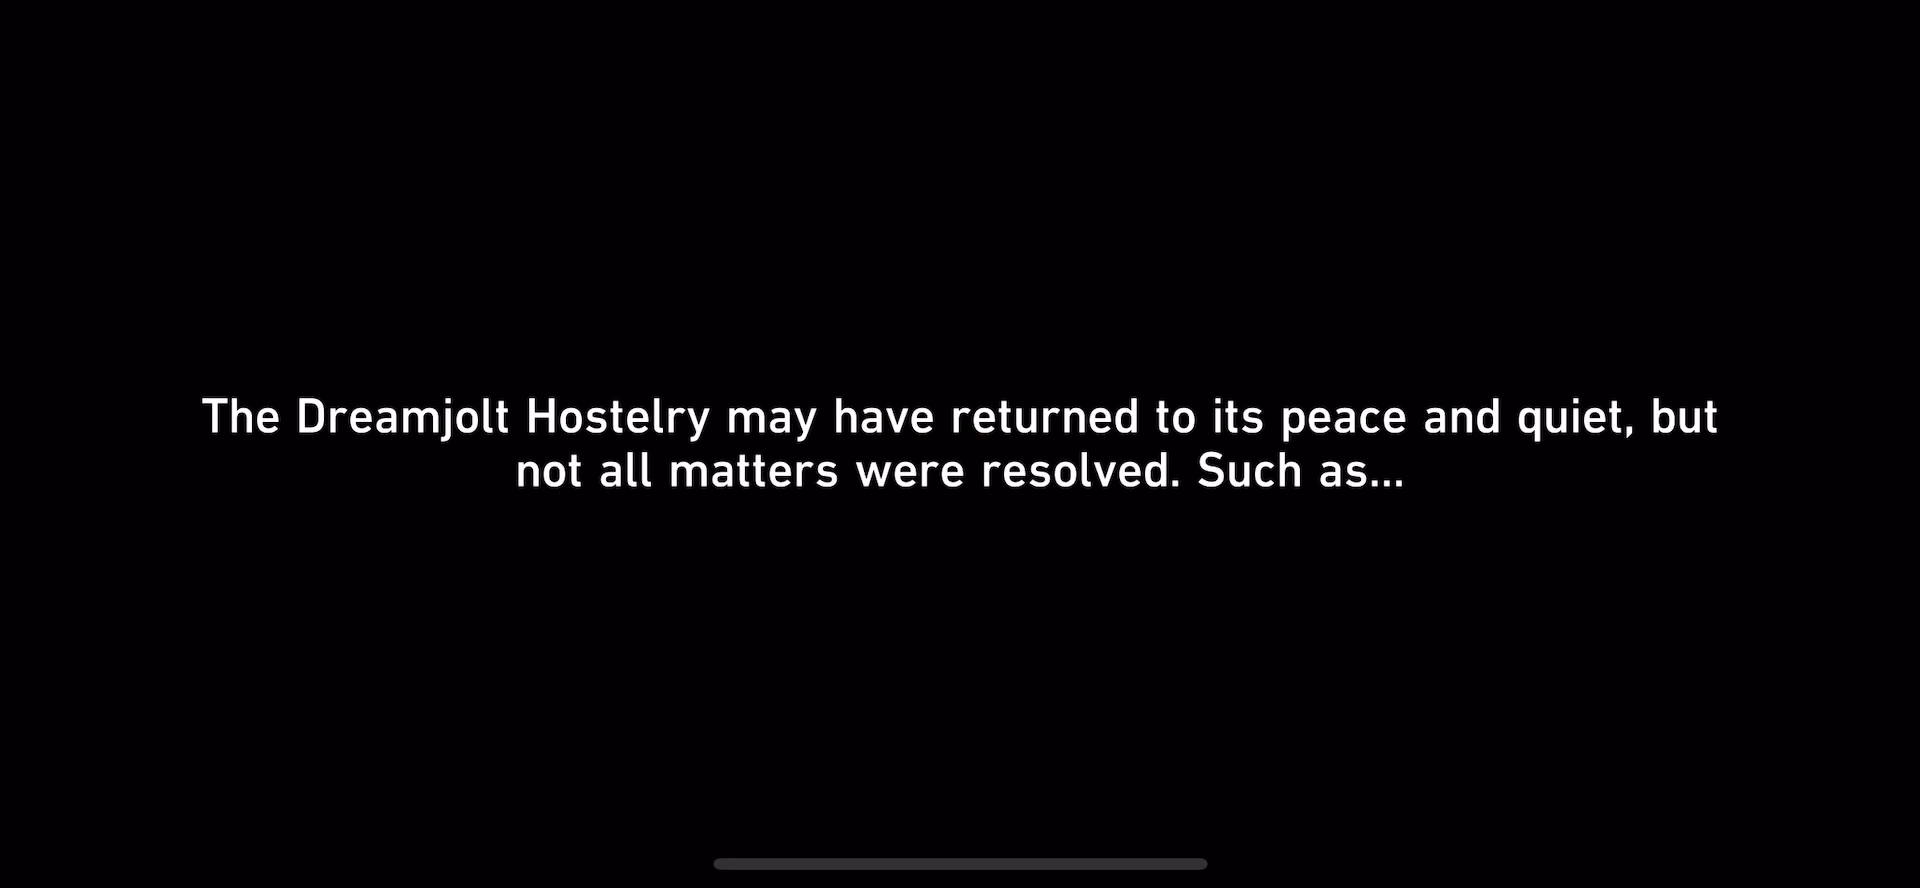 The Dreamjolt Hostelry may have returned to its peace and quiet, but
not all matters were resolved. Such as...